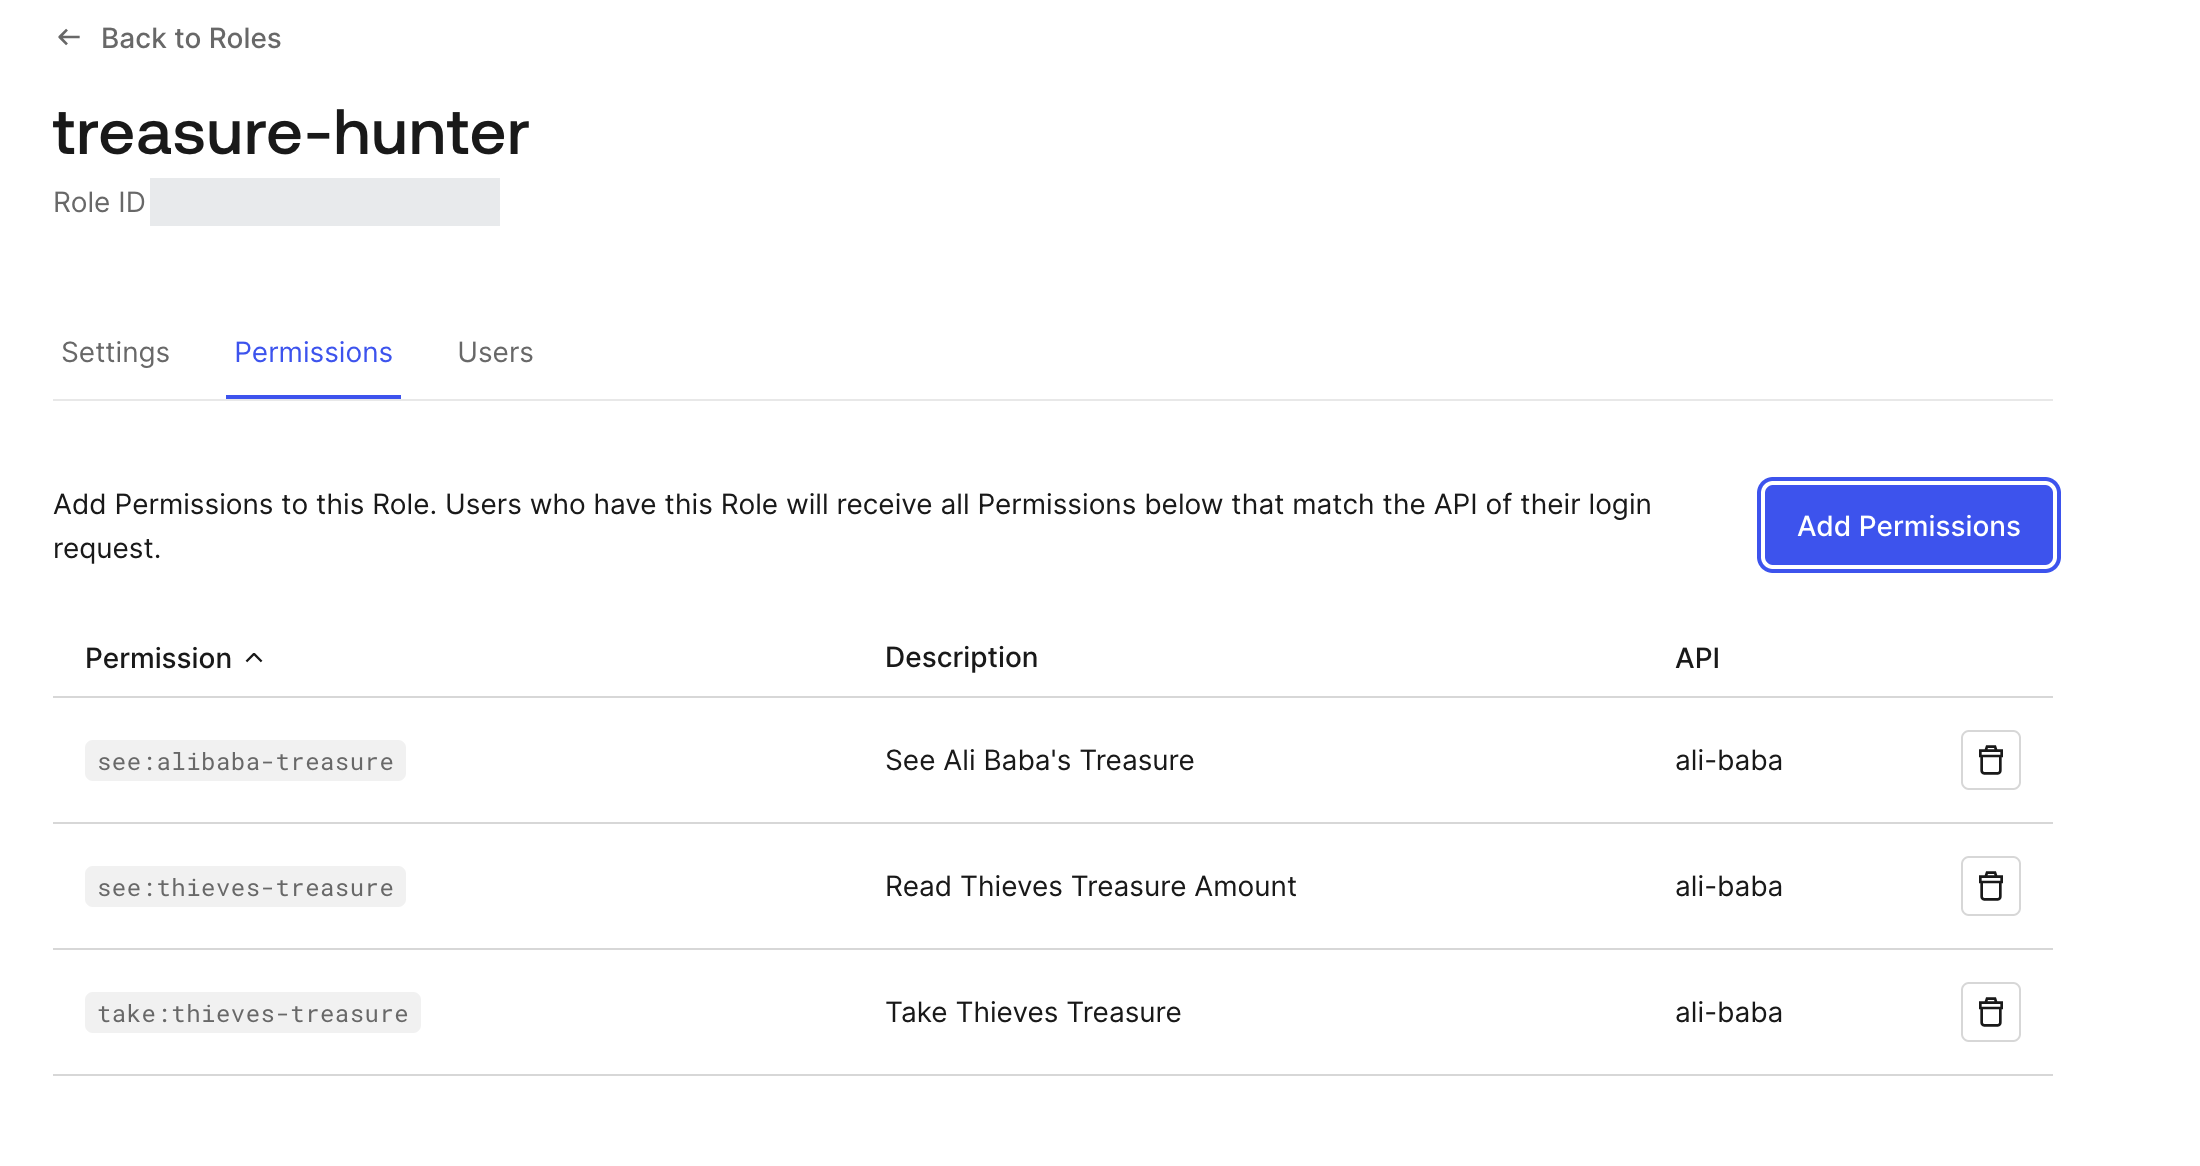 Back to Roles
treasure-hunter
Role ID
Settings Permissions Users
Add Permissions to this Role. Users who have this Role will receive all Permissions below that match the API of their login
request.
Add Permissions
Permission Description API
see:alibaba-treasure See Ali Baba's Treasure ali-baba
see:thieves-treasure Read Thieves Treasure Amount ali-baba
take:thieves-treasure Take Thieves Treasure ali-baba